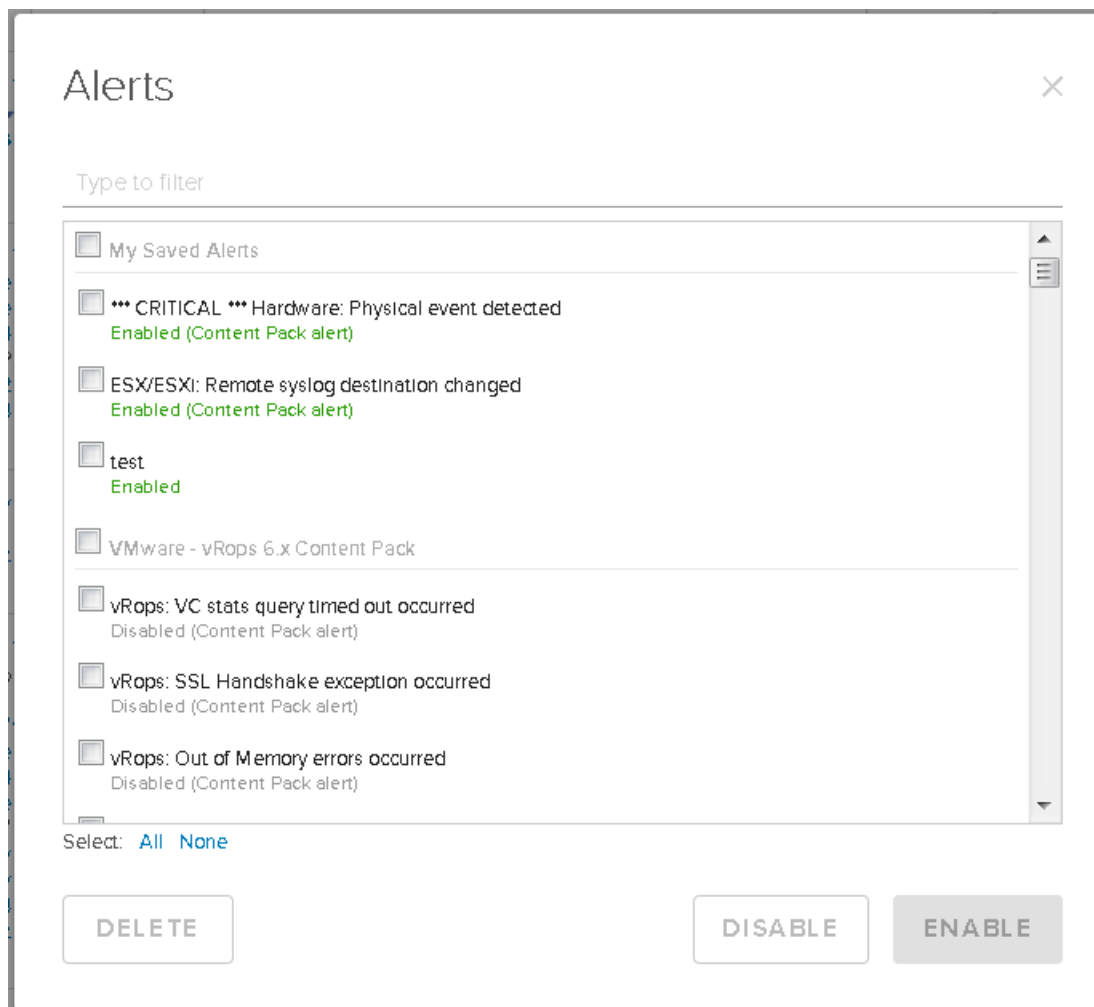 Alerts
Type to filter
My Saved Alerts
*** CRITICAL *** Hardware: Physical event detected
Enabled (Content Pack alert)
ESX/ESXi: Remote syslog destination changed
Enabled (Content Pack alert)
test
Enabled
VMware - vRops 6.x Content Pack
vRops: VC stats query timed out occurred
Disabled (Content Pack alert)
vRops: SSL Handshake exception occurred
Disabled (Content Pack alert)
vRops: Out of Memory errors occurred
Disabled (Content Pack alert)
Select: All None
DELETE DISABLE ENABLE